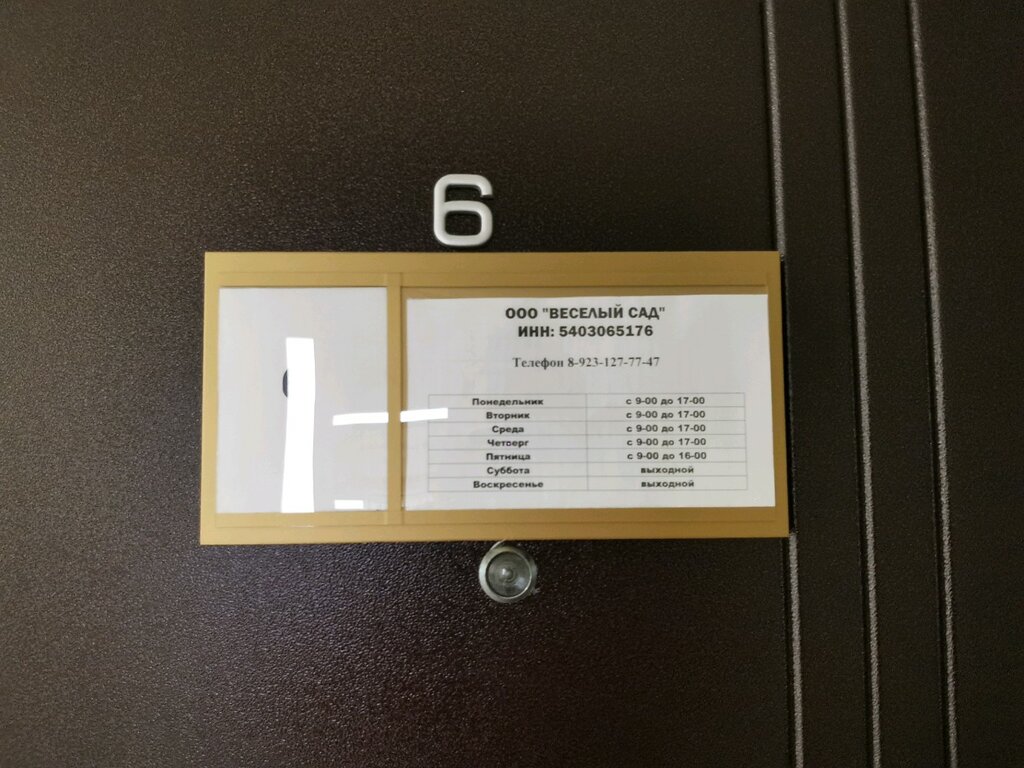 6
ООО "ВЕСЕЛЫЙ САД"
ИНН: 5403065176
Телефон 8-923-127-77-47
Понедельник с 9-00 до 17-00
Вторник с 9-00 до 17-00
Среда с 9-00 до 17-00
Четверг с 9-00 до 17-00
Пятница с 9-00 до 16-00
Суббота выходной
Воскресенье выходной